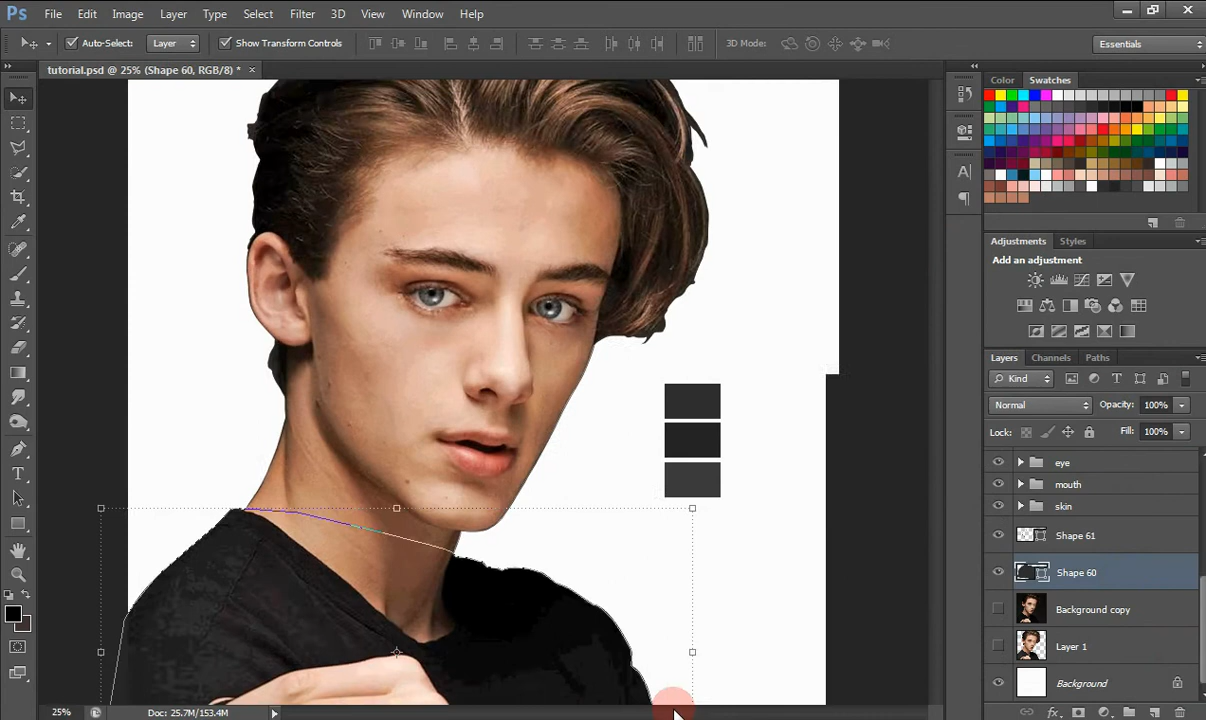 Ps File Edit Image Layer Type Select Filter 3D View Window Help
Auto-Select: Layer Show Transform Controls 3D Mode: Essentials
tutorial.psd @ 25% (Shape 60, RGB/8) * ×
Color Swatches
Adjustments Styles
Add an adjustment
Layers Channels Paths
Kind
Normal Opacity: 100%
Lock: Fill: 100%
eye
mouth
skin
Shape 61
Shape 60
Background copy
Layer 1
Background
25% Doc: 25.7M/153.4M